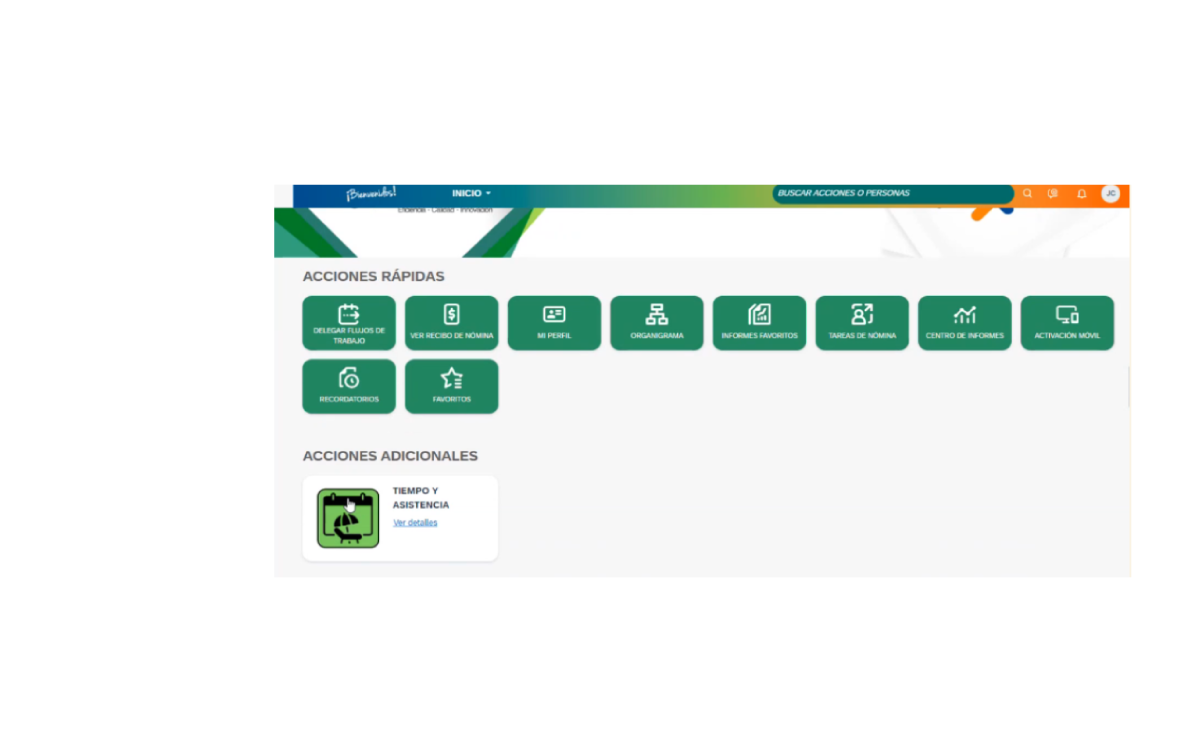 ¡Bienvenidos!
INICIO
BUSCAR ACCIONES O PERSONAS
JC
Eficiencia - Calidad - Innovación
ACCIONES RÁPIDAS
DELEGAR FLUJOS DE
TRABAJO
VER RECIBO DE NÓMINA
MI PERFIL
ORGANIGRAMA
INFORMES FAVORITOS
TAREAS DE NÓMINA
CENTRO DE INFORMES
ACTIVACIÓN MÓVIL
RECORDATORIOS
FAVORITOS
ACCIONES ADICIONALES
TIEMPO Y
ASISTENCIA
Ver detalles